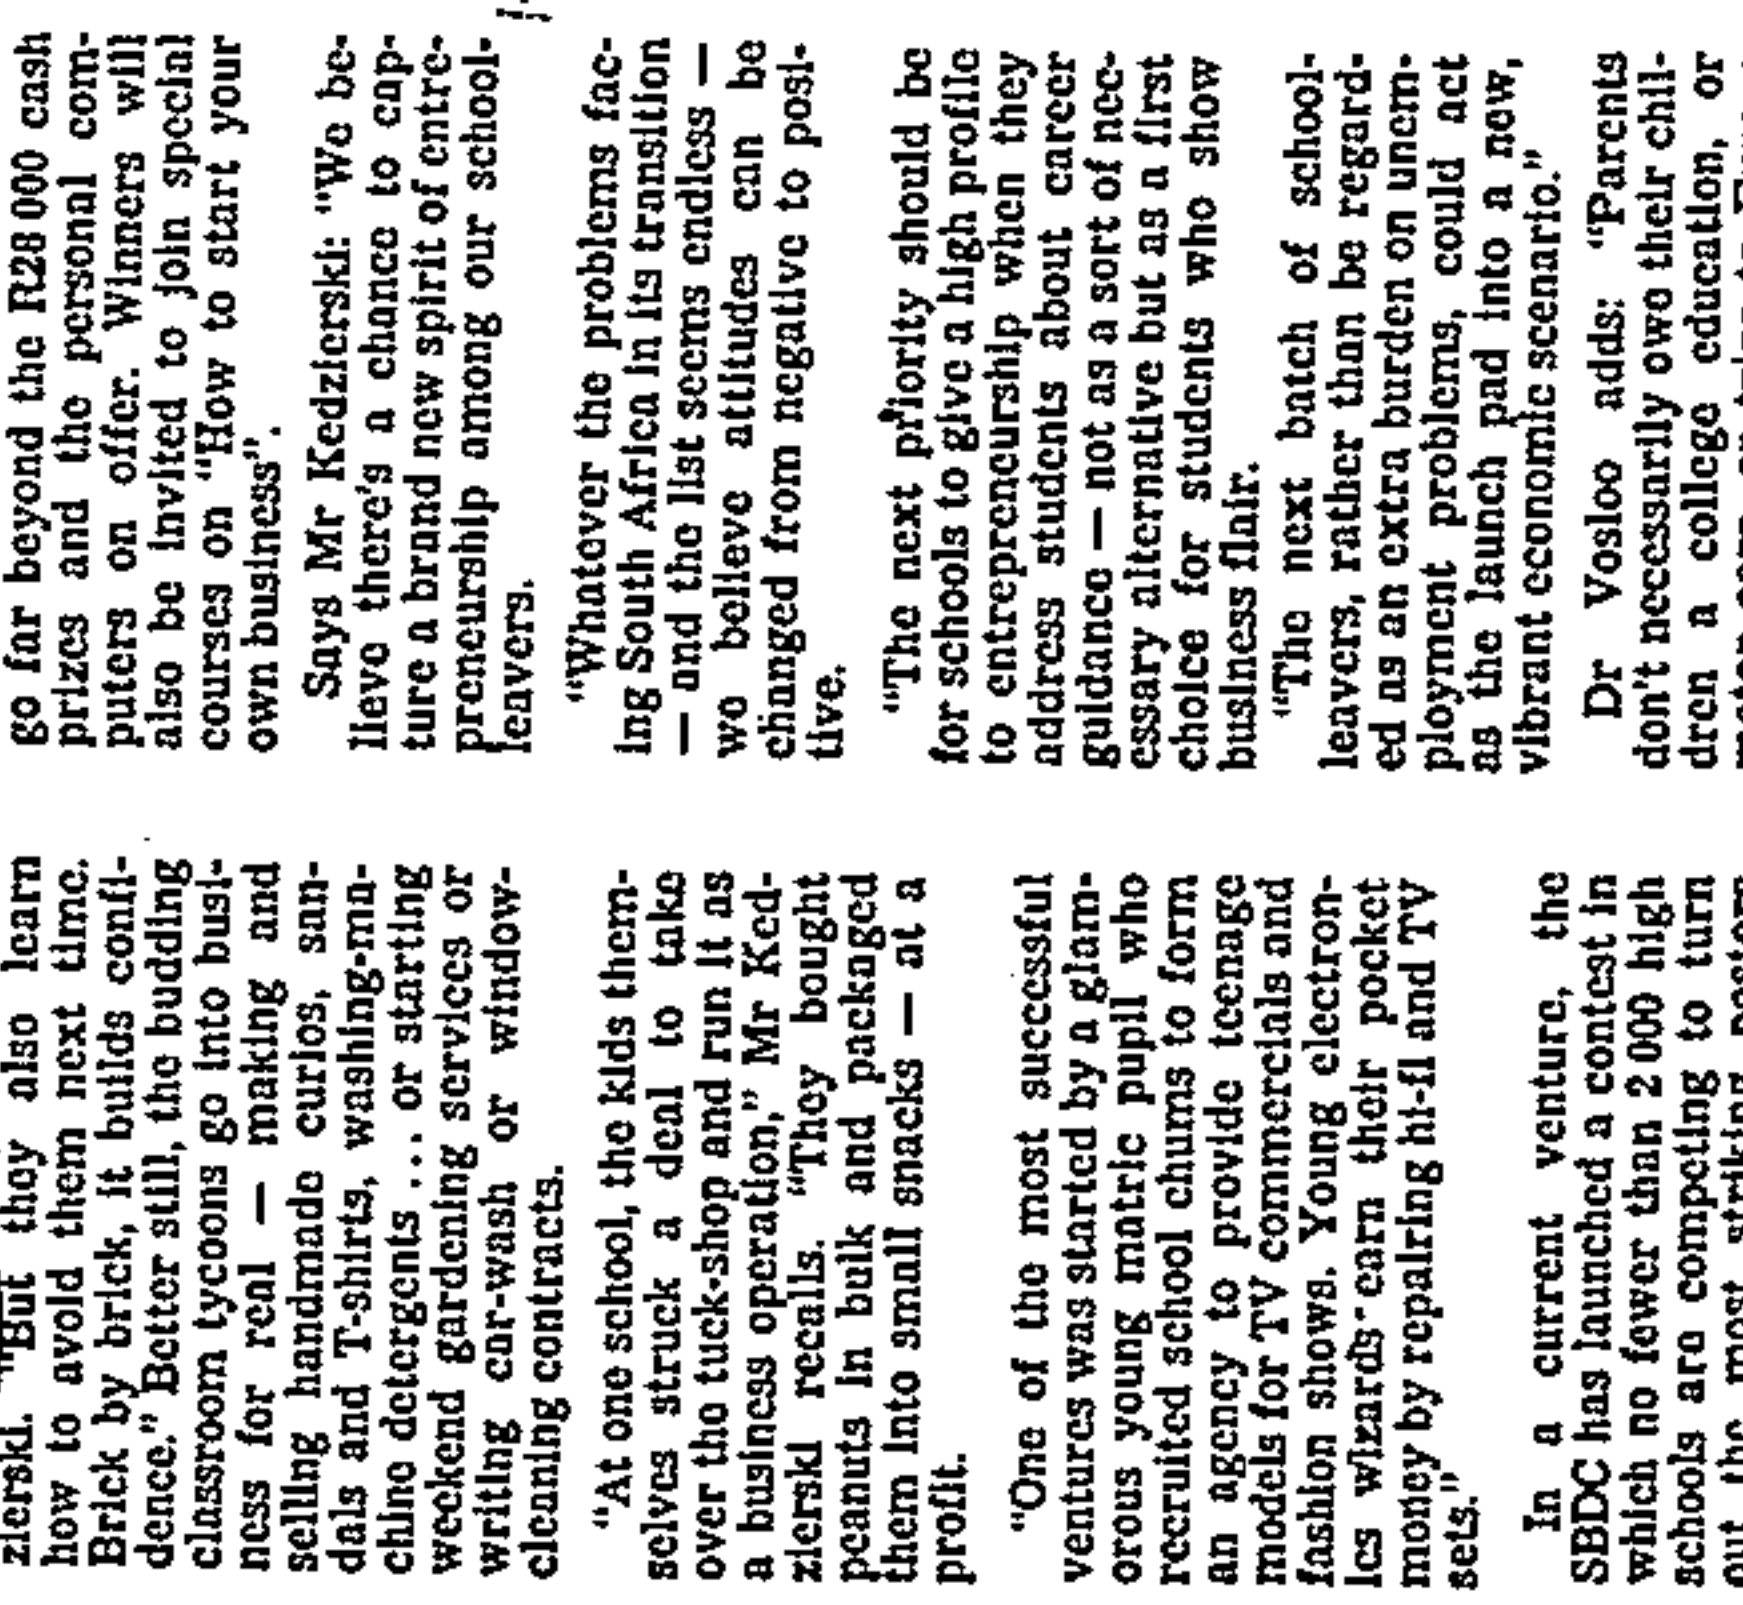 zierski. "But they also learn
how to avoid them next time.
Brick by brick, it builds confi-
dence." Better still, the budding
classroom tycoons go into busi-
ness for real — making and
selling handmade curios, san-
dals and T-shirts, washing-ma-
chine detergents ... or starting
weekend gardening services or
writing car-wash or window-
cleaning contracts.
"At one school, the kids them-
selves struck a deal to take
over the tuck-shop and run it as
a business operation," Mr Ked-
zierski recalls. "They bought
peanuts in bulk and packaged
them into small snacks — at a
profit.
"One of the most successful
ventures was started by a glam-
orous young matric pupil who
recruited school chums to form
an agency to provide teenage
models for TV commercials and
fashion shows. Young electron-
ics wizards earn their pocket
money by repairing hi-fi and TV
sets."
In a current venture, the
SBDC has launched a contest in
which no fewer than 2 000 high
schools are competing to turn
out the most striking posters
go far beyond the R28 000 cash
prizes and the personal com-
puters on offer. Winners will
also be invited to join special
courses on "How to start your
own business".
Says Mr Kedzierski: "We be-
lieve there's a chance to cap-
ture a brand new spirit of entre-
preneurship among our school-
leavers.
"Whatever the problems fac-
ing South Africa in its transition
— and the list seems endless —
we believe attitudes can be
changed from negative to posi-
tive.
"The next priority should be
for schools to give a high profile
to entrepreneurship when they
address students about career
guidance — not as a sort of nec-
essary alternative but as a first
choice for students who show
business flair.
"The next batch of school-
leavers, rather than be regard-
ed as an extra burden on unem-
ployment problems, could act
as the launch pad into a new,
vibrant economic scenario."
Dr Vosloo adds: "Parents
don't necessarily owe their chil-
dren a college education, or